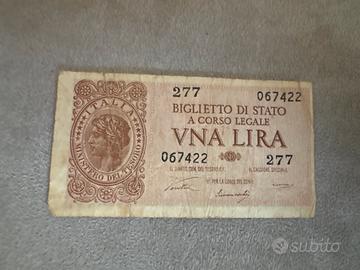 277 067422
BIGLIETTO DI STATO
A CORSO LEGALE
VNA LIRA
067422 277
ITALIA
MINISTERO DEL TESORO
subito